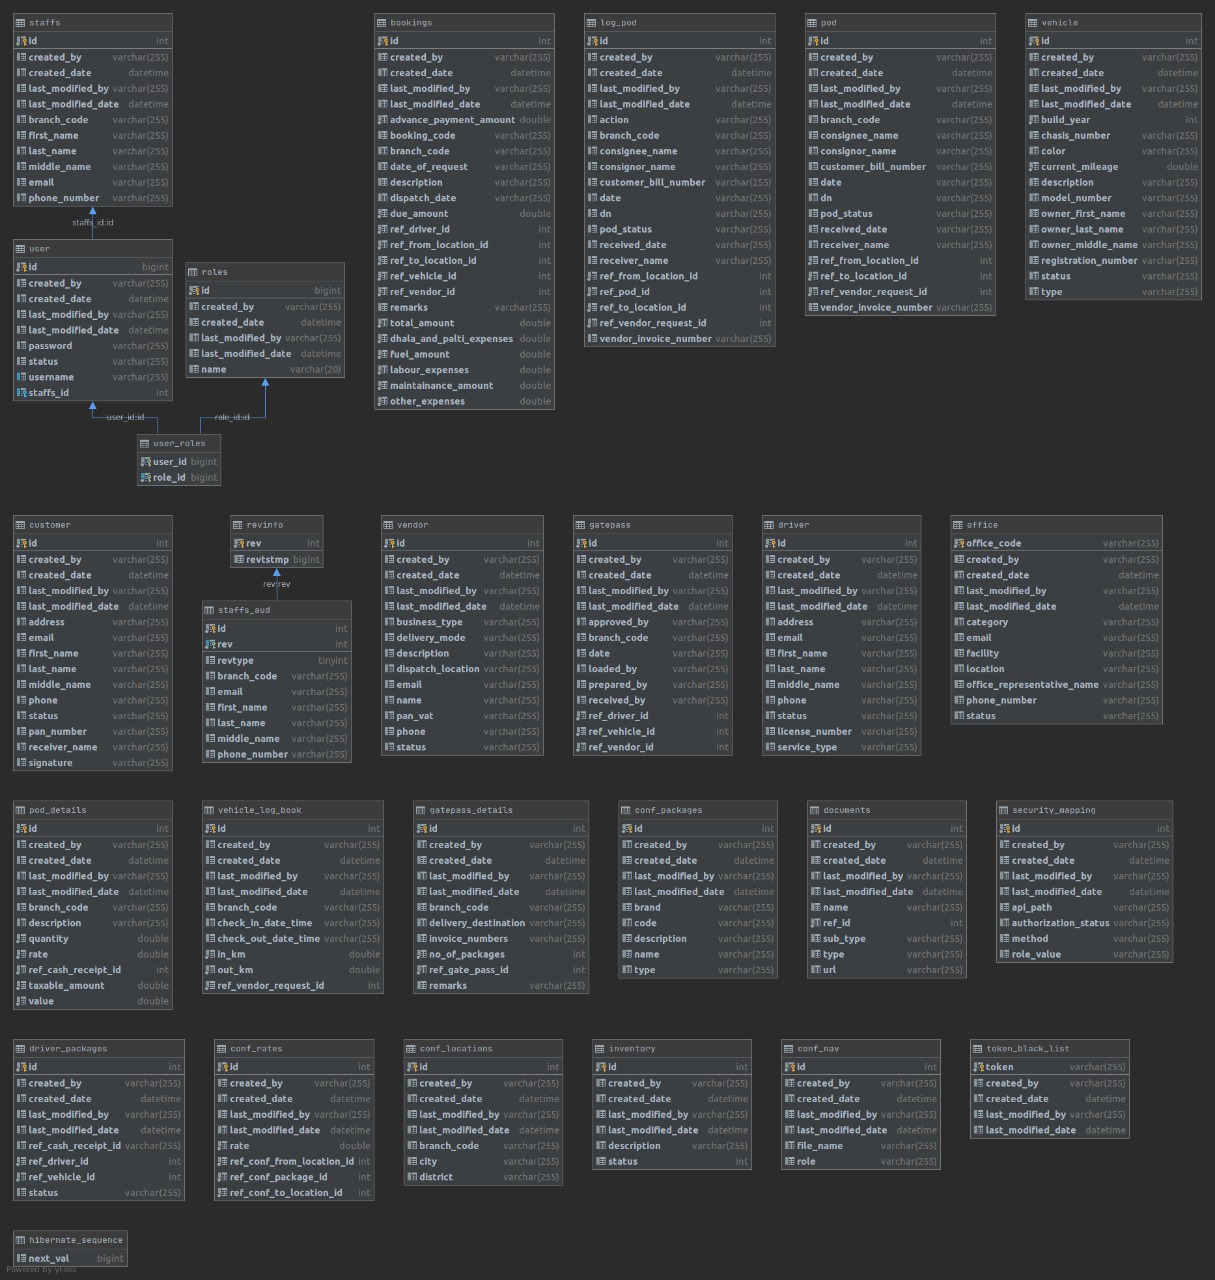 staffs
id int
created_by varchar(255)
created_date datetime
last_modified_by varchar(255)
last_modified_date datetime
branch_code varchar(255)
first_name varchar(255)
last_name varchar(255)
middle_name varchar(255)
email varchar(255)
phone_number varchar(255)
staffs_id:id
user
id bigint
created_by varchar(255)
created_date datetime
last_modified_by varchar(255)
last_modified_date datetime
password varchar(255)
status varchar(255)
username varchar(255)
staffs_id int
roles
id bigint
created_by varchar(255)
created_date datetime
last_modified_by varchar(255)
last_modified_date datetime
name varchar(20)
user_id:id
role_id:id
user_roles
user_id bigint
role_id bigint
bookings
id int
created_by varchar(255)
created_date datetime
last_modified_by varchar(255)
last_modified_date datetime
advance_payment_amount double
booking_code varchar(255)
branch_code varchar(255)
date_of_request varchar(255)
description varchar(255)
dispatch_date varchar(255)
due_amount double
ref_driver_id int
ref_from_location_id int
ref_to_location_id int
ref_vehicle_id int
ref_vendor_id int
remarks varchar(255)
total_amount double
dhala_and_palti_expenses double
fuel_amount double
labour_expenses double
maintainance_amount double
other_expenses double
log_pod
id int
created_by varchar(255)
created_date datetime
last_modified_by varchar(255)
last_modified_date datetime
action varchar(255)
branch_code varchar(255)
consignee_name varchar(255)
consignor_name varchar(255)
customer_bill_number varchar(255)
date varchar(255)
dn varchar(255)
pod_status varchar(255)
received_date varchar(255)
receiver_name varchar(255)
ref_from_location_id int
ref_pod_id int
ref_to_location_id int
ref_vendor_request_id int
vendor_invoice_number varchar(255)
pod
id int
created_by varchar(255)
created_date datetime
last_modified_by varchar(255)
last_modified_date datetime
branch_code varchar(255)
consignee_name varchar(255)
consignor_name varchar(255)
customer_bill_number varchar(255)
date varchar(255)
dn varchar(255)
pod_status varchar(255)
received_date varchar(255)
receiver_name varchar(255)
ref_from_location_id int
ref_to_location_id int
ref_vendor_request_id int
vendor_invoice_number varchar(255)
vehicle
id int
created_by varchar(255)
created_date datetime
last_modified_by varchar(255)
last_modified_date datetime
build_year int
chasis_number varchar(255)
color varchar(255)
current_mileage double
description varchar(255)
model_number varchar(255)
owner_first_name varchar(255)
owner_last_name varchar(255)
owner_middle_name varchar(255)
registration_number varchar(255)
status varchar(255)
type varchar(255)
customer
id int
created_by varchar(255)
created_date datetime
last_modified_by varchar(255)
last_modified_date datetime
address varchar(255)
email varchar(255)
first_name varchar(255)
last_name varchar(255)
middle_name varchar(255)
phone varchar(255)
status varchar(255)
pan_number varchar(255)
receiver_name varchar(255)
signature varchar(255)
revinfo
rev int
revtstmp bigint
rev:rev
staffs_aud
id int
rev int
revtype tinyint
branch_code varchar(255)
email varchar(255)
first_name varchar(255)
last_name varchar(255)
middle_name varchar(255)
phone_number varchar(255)
vendor
id int
created_by varchar(255)
created_date datetime
last_modified_by varchar(255)
last_modified_date datetime
business_type varchar(255)
delivery_mode varchar(255)
description varchar(255)
dispatch_location varchar(255)
email varchar(255)
name varchar(255)
pan_vat varchar(255)
phone varchar(255)
status varchar(255)
gatepass
id int
created_by varchar(255)
created_date datetime
last_modified_by varchar(255)
last_modified_date datetime
approved_by varchar(255)
branch_code varchar(255)
date varchar(255)
loaded_by varchar(255)
prepared_by varchar(255)
received_by varchar(255)
ref_driver_id int
ref_vehicle_id int
ref_vendor_id int
driver
id int
created_by varchar(255)
created_date datetime
last_modified_by varchar(255)
last_modified_date datetime
address varchar(255)
email varchar(255)
first_name varchar(255)
last_name varchar(255)
middle_name varchar(255)
phone varchar(255)
status varchar(255)
license_number varchar(255)
service_type varchar(255)
office
office_code varchar(255)
created_by varchar(255)
created_date datetime
last_modified_by varchar(255)
last_modified_date datetime
category varchar(255)
email varchar(255)
facility varchar(255)
location varchar(255)
office_representative_name varchar(255)
phone_number varchar(255)
status varchar(255)
pod_details
id int
created_by varchar(255)
created_date datetime
last_modified_by varchar(255)
last_modified_date datetime
branch_code varchar(255)
description varchar(255)
quantity double
rate double
ref_cash_receipt_id int
taxable_amount double
value double
vehicle_log_book
id int
created_by varchar(255)
created_date datetime
last_modified_by varchar(255)
last_modified_date datetime
branch_code varchar(255)
check_in_date_time varchar(255)
check_out_date_time varchar(255)
in_km double
out_km double
ref_vendor_request_id int
gatepass_details
id int
created_by varchar(255)
created_date datetime
last_modified_by varchar(255)
last_modified_date datetime
branch_code varchar(255)
delivery_destination varchar(255)
invoice_numbers varchar(255)
no_of_packages int
ref_gate_pass_id int
remarks varchar(255)
conf_packages
id int
created_by varchar(255)
created_date datetime
last_modified_by varchar(255)
last_modified_date datetime
brand varchar(255)
code varchar(255)
description varchar(255)
name varchar(255)
type varchar(255)
documents
id int
created_by varchar(255)
created_date datetime
last_modified_by varchar(255)
last_modified_date datetime
name varchar(255)
ref_id int
sub_type varchar(255)
type varchar(255)
url varchar(255)
security_mapping
id int
created_by varchar(255)
created_date datetime
last_modified_by varchar(255)
last_modified_date datetime
api_path varchar(255)
authorization_status varchar(255)
method varchar(255)
role_value varchar(255)
driver_packages
id int
created_by varchar(255)
created_date datetime
last_modified_by varchar(255)
last_modified_date datetime
ref_cash_receipt_id varchar(255)
ref_driver_id int
ref_vehicle_id int
status varchar(255)
conf_rates
id int
created_by varchar(255)
created_date datetime
last_modified_by varchar(255)
last_modified_date datetime
rate double
ref_conf_from_location_id int
ref_conf_package_id int
ref_conf_to_location_id int
conf_locations
id int
created_by varchar(255)
created_date datetime
last_modified_by varchar(255)
last_modified_date datetime
branch_code varchar(255)
city varchar(255)
district varchar(255)
inventory
id int
created_by varchar(255)
created_date datetime
last_modified_by varchar(255)
last_modified_date datetime
description varchar(255)
status int
conf_nav
id int
created_by varchar(255)
created_date datetime
last_modified_by varchar(255)
last_modified_date datetime
file_name varchar(255)
role varchar(255)
token_black_list
token varchar(255)
created_by varchar(255)
created_date datetime
last_modified_by varchar(255)
last_modified_date datetime
hibernate_sequence
next_val bigint
Powered by yFiles